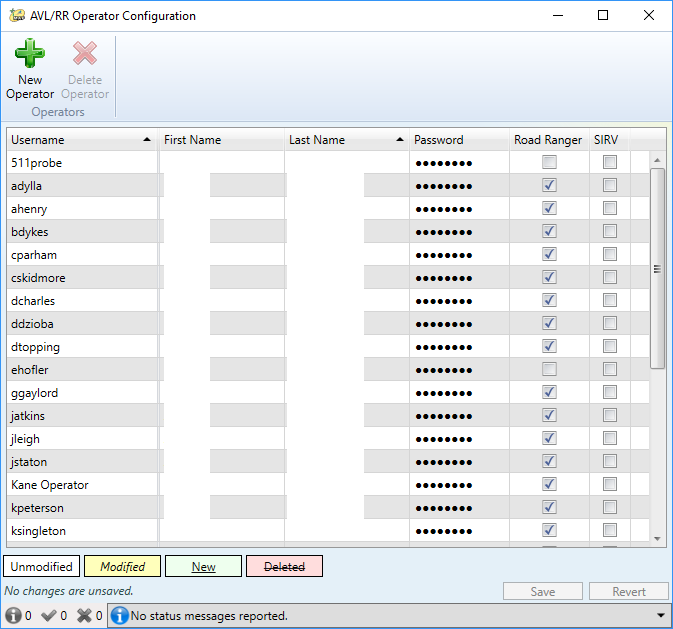 AVL/RR Operator Configuration
New Operator
Delete Operator
Operators
Username First Name Last Name Password Road Ranger SIRV
511probe ●●●●●●●●
adylla ●●●●●●●●
ahenry ●●●●●●●●
bdykes ●●●●●●●●
cparham ●●●●●●●●
cskidmore ●●●●●●●●
dcharles ●●●●●●●●
ddzioba ●●●●●●●●
dtopping ●●●●●●●●
ehofler ●●●●●●●●
ggaylord ●●●●●●●●
jatkins ●●●●●●●●
jleigh ●●●●●●●●
jstaton ●●●●●●●●
Kane Operator ●●●●●●●●
kpeterson ●●●●●●●●
ksingleton ●●●●●●●●
Unmodified Modified New Deleted
No changes are unsaved.
Save Revert
0 0 0 No status messages reported.